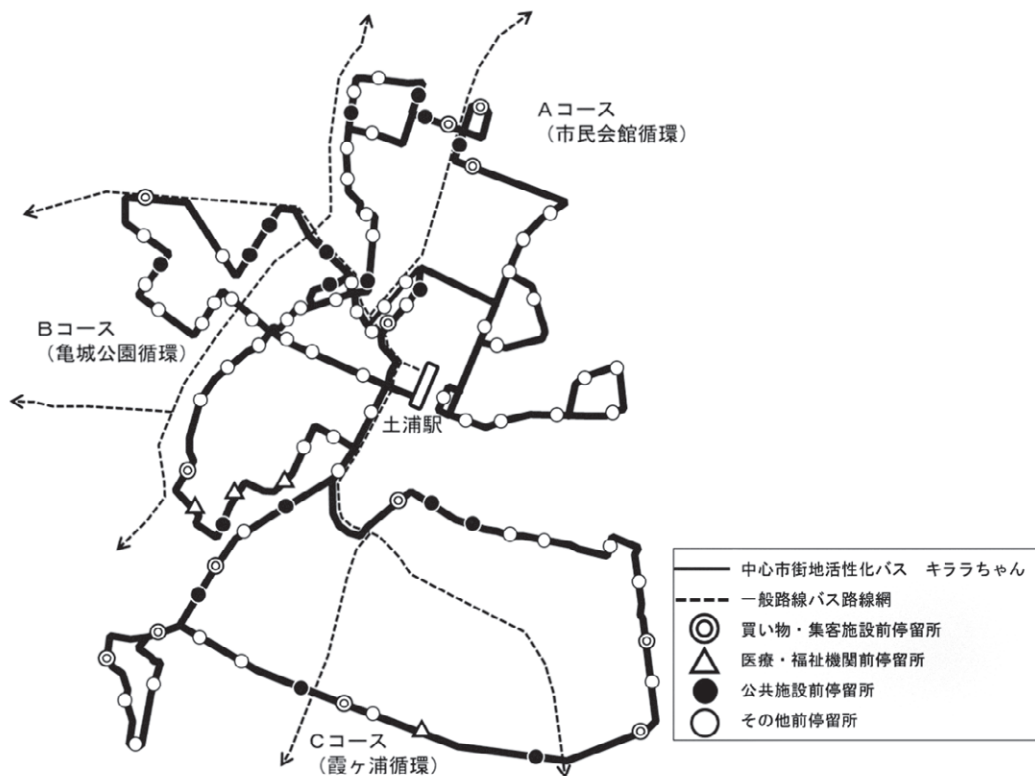 Aコース
(市民会館循環)
Bコース
(亀城公園循環)
土浦駅
Cコース
(霞ヶ浦循環)
中心市街地活性化バス　キララちゃん
一般路線バス路線網
買い物・集客施設前停留所
医療・福祉機関前停留所
公共施設前停留所
その他前停留所